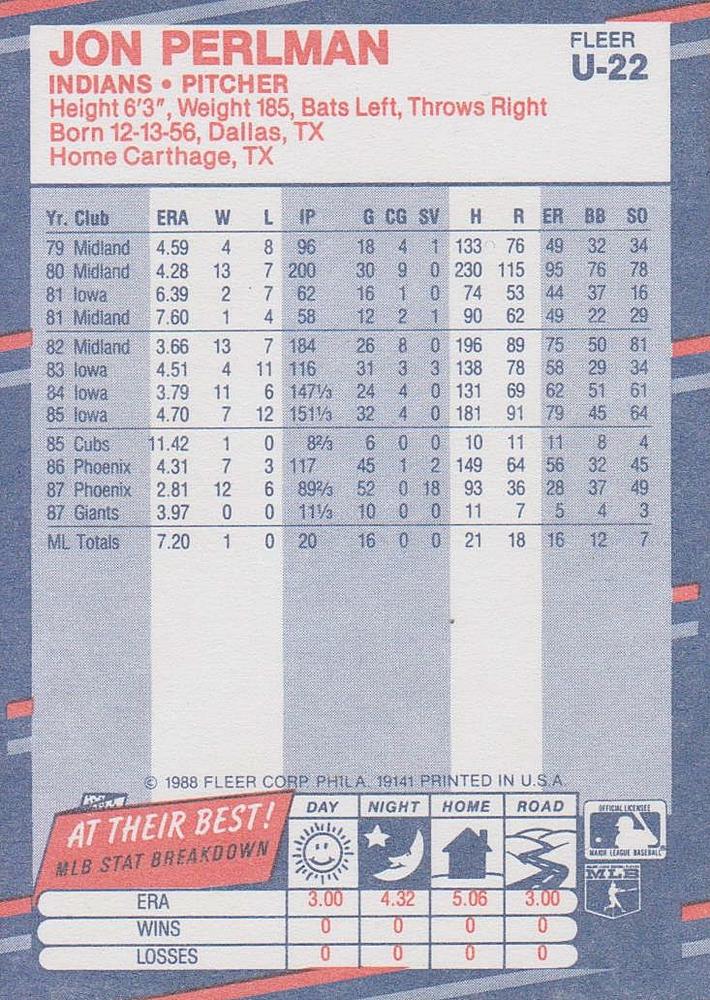 JON PERLMAN
FLEER
U-22
INDIANS • PITCHER
Height 6'3", Weight 185, Bats Left, Throws Right
Born 12-13-56, Dallas, TX
Home Carthage, TX
Yr. Club ERA W L IP G CG SV H R ER BB SO
79 Midland 4.59 4 8 96 18 4 1 133 76 49 32 34
80 Midland 4.28 13 7 200 30 9 0 230 115 95 76 78
81 Iowa 6.39 2 7 62 16 1 0 74 53 44 37 16
81 Midland 7.60 1 4 58 12 2 1 90 62 49 22 29
82 Midland 3.66 13 7 184 26 8 0 196 89 75 50 81
83 Iowa 4.51 4 11 116 31 3 3 138 78 58 29 34
84 Iowa 3.79 11 6 147⅓ 24 4 0 131 69 62 51 61
85 Iowa 4.70 7 12 151⅓ 32 4 0 181 91 79 45 64
85 Cubs 11.42 1 0 8⅔ 6 0 0 10 11 11 8 4
86 Phoenix 4.31 7 3 117 45 1 2 149 64 56 32 45
87 Phoenix 2.81 12 6 89⅔ 52 0 18 93 36 28 37 49
87 Giants 3.97 0 0 11⅓ 10 0 0 11 7 5 4 3
ML Totals 7.20 1 0 20 16 0 0 21 18 16 12 7
© 1988 FLEER CORP. PHILA. 19141 PRINTED IN U.S.A.
AT THEIR BEST!
MLB STAT BREAKDOWN
DAY NIGHT HOME ROAD
OFFICIAL LICENSEE
MAJOR LEAGUE BASEBALL
MLB
ERA 3.00 4.32 5.06 3.00
WINS 0 0 0 0
LOSSES 0 0 0 0